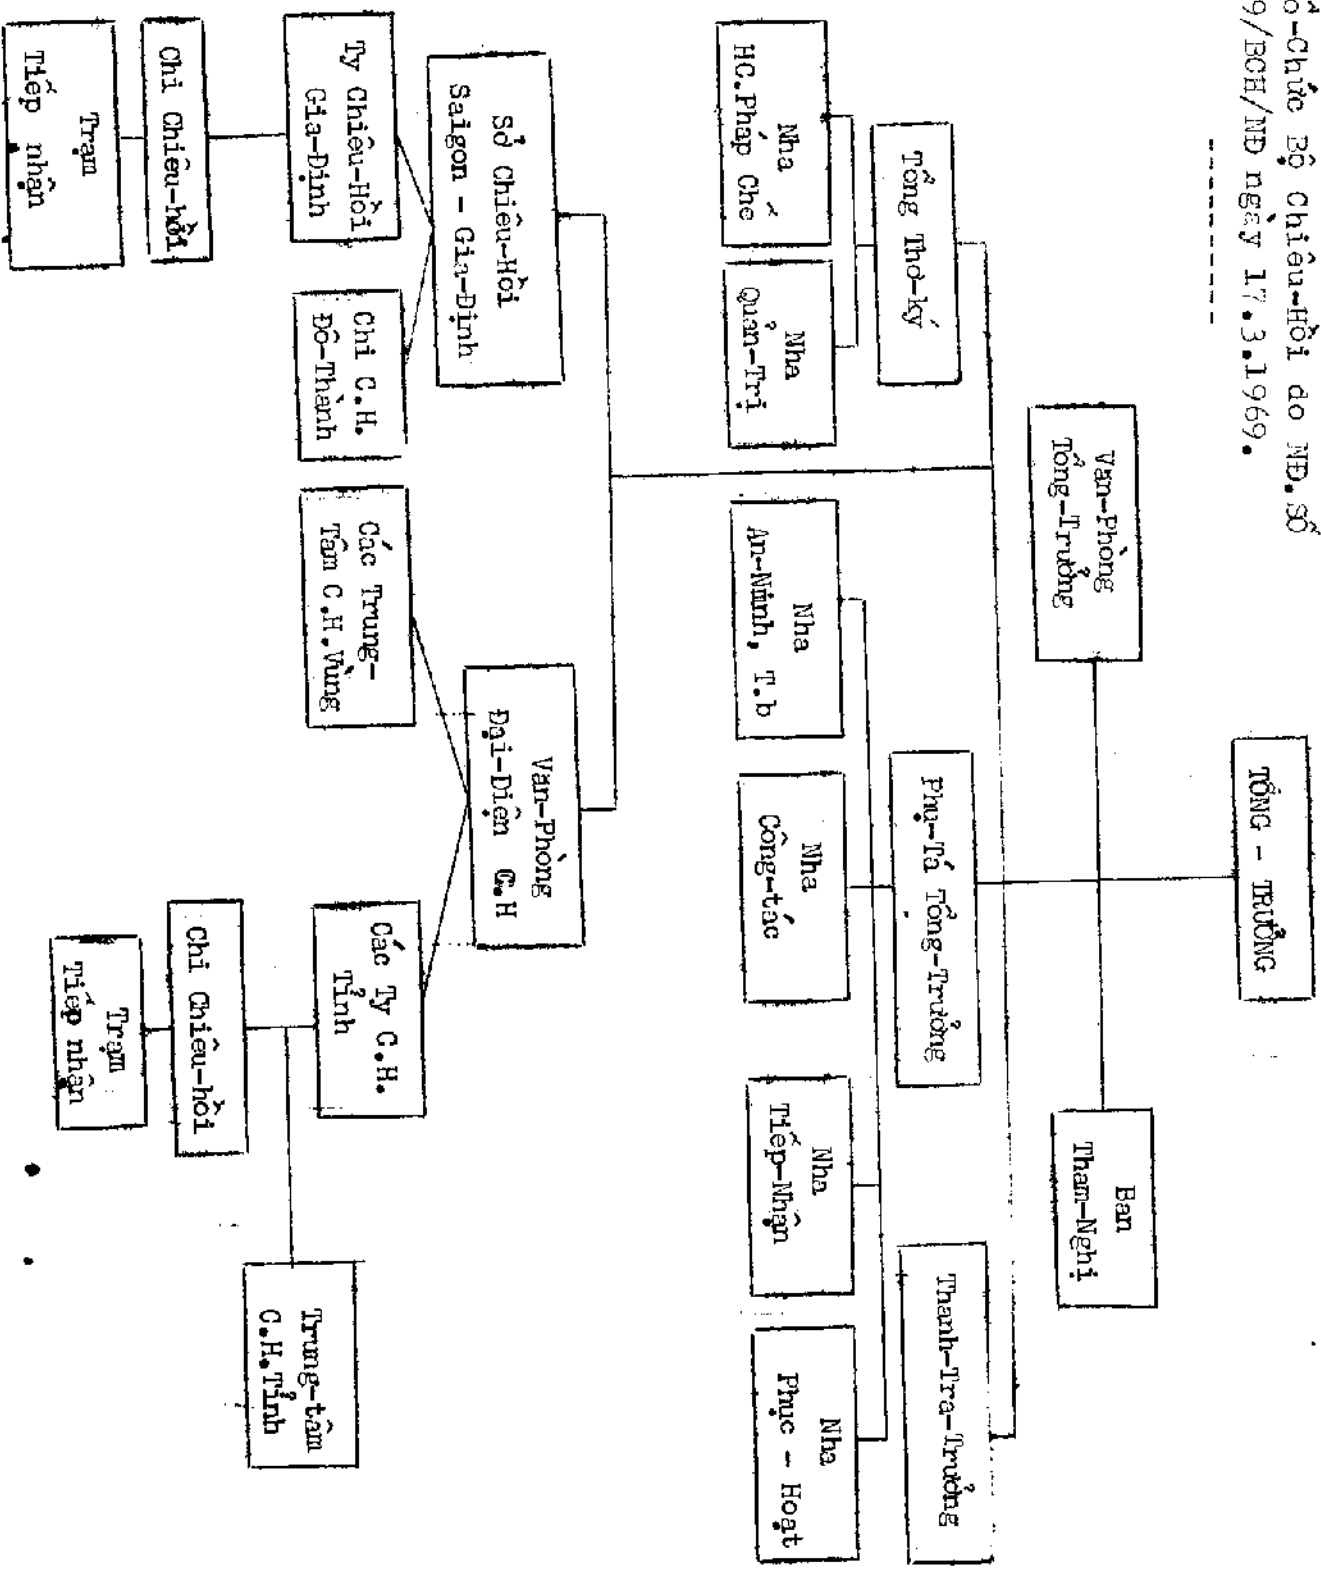 -Chức Bộ Chiêu-Hồi do NĐ.số
9/BCH/NĐ ngày 17.3.1969.
---------
TỔNG - TRƯỞNG
Văn-Phòng
Tổng-Trưởng
Ban
Tham-Nghị
Tổng Thơ-ký
Phụ-Tá Tổng-Trưởng
Thanh-Tra-Trưởng
Nha
HC.Pháp Chế
Nha
Quản-Trị
Nha
An-Ninh, T.b
Nha
Công-tác
Nha
Tiếp-Nhận
Nha
Phục - Hoạt
Sở Chiêu-Hồi
Saigon - Gia-Định
Văn-Phòng
Đại-Diện C.H
Ty Chiêu-Hồi
Gia-Định
Chi C.H.
Đô-Thành
Các Trung-
Tâm C.H.Vùng
Các Ty C.H.
Tỉnh
Trung-tâm
C.H.Tỉnh
Chi Chiêu-hồi
Chi Chiêu-hồi
Trạm
Tiếp nhận
Trạm
Tiếp nhận